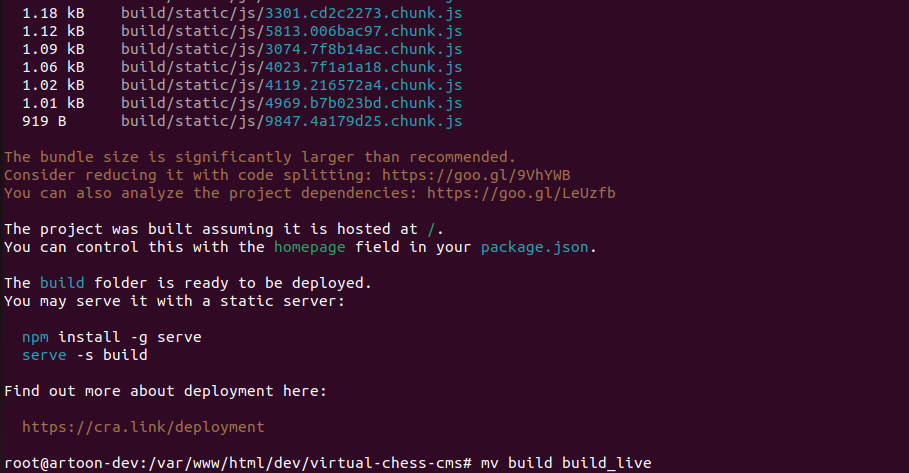 1.18 kB    build/static/js/3301.cd2c2273.chunk.js
1.12 kB    build/static/js/5813.006bac97.chunk.js
1.09 kB    build/static/js/3074.7f8b14ac.chunk.js
1.06 kB    build/static/js/4023.7f1a1a18.chunk.js
1.02 kB    build/static/js/4119.216572a4.chunk.js
1.01 kB    build/static/js/4969.b7b023bd.chunk.js
919 B      build/static/js/9847.4a179d25.chunk.js
The bundle size is significantly larger than recommended.
Consider reducing it with code splitting: https://goo.gl/9VhYWB
You can also analyze the project dependencies: https://goo.gl/LeUzfb
The project was built assuming it is hosted at /.
You can control this with the homepage field in your package.json.
The build folder is ready to be deployed.
You may serve it with a static server:
npm install -g serve
serve -s build
Find out more about deployment here:
https://cra.link/deployment
root@artoon-dev:/var/www/html/dev/virtual-chess-cms# mv build build_live